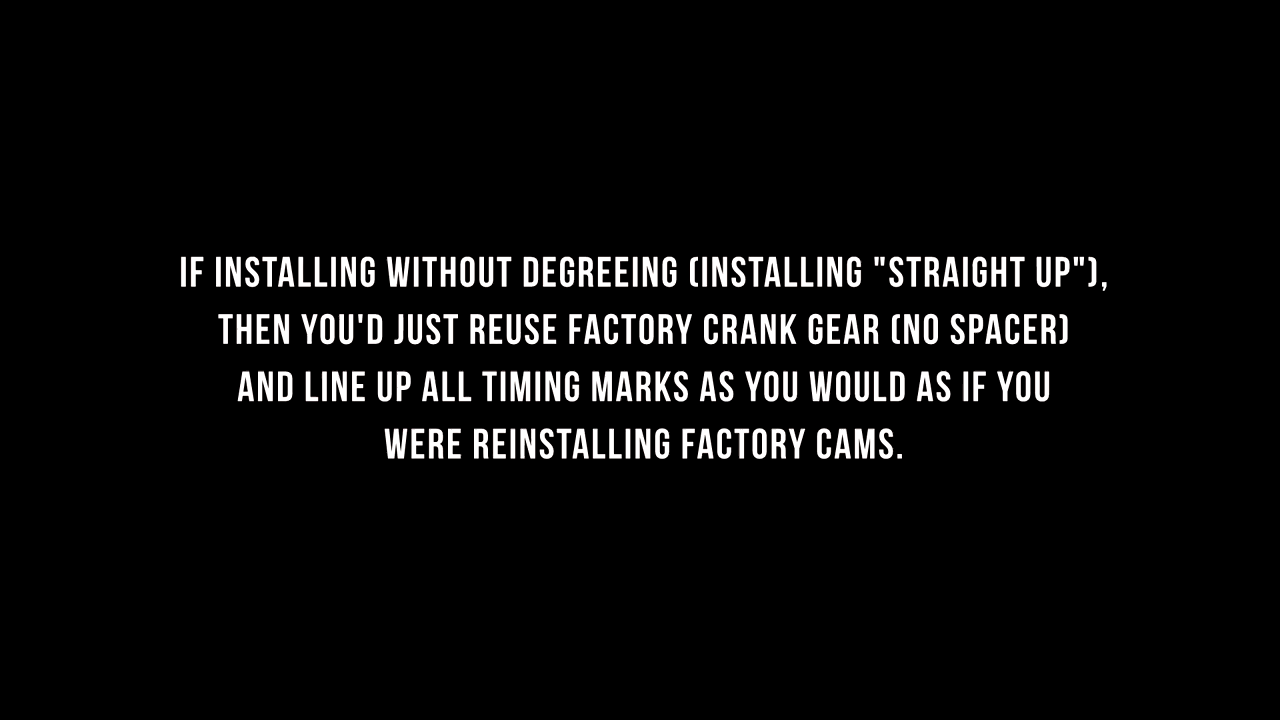 IF INSTALLING WITHOUT DEGREEING (INSTALLING "STRAIGHT UP"),
THEN YOU'D JUST REUSE FACTORY CRANK GEAR (NO SPACER)
AND LINE UP ALL TIMING MARKS AS YOU WOULD AS IF YOU
WERE REINSTALLING FACTORY CAMS.